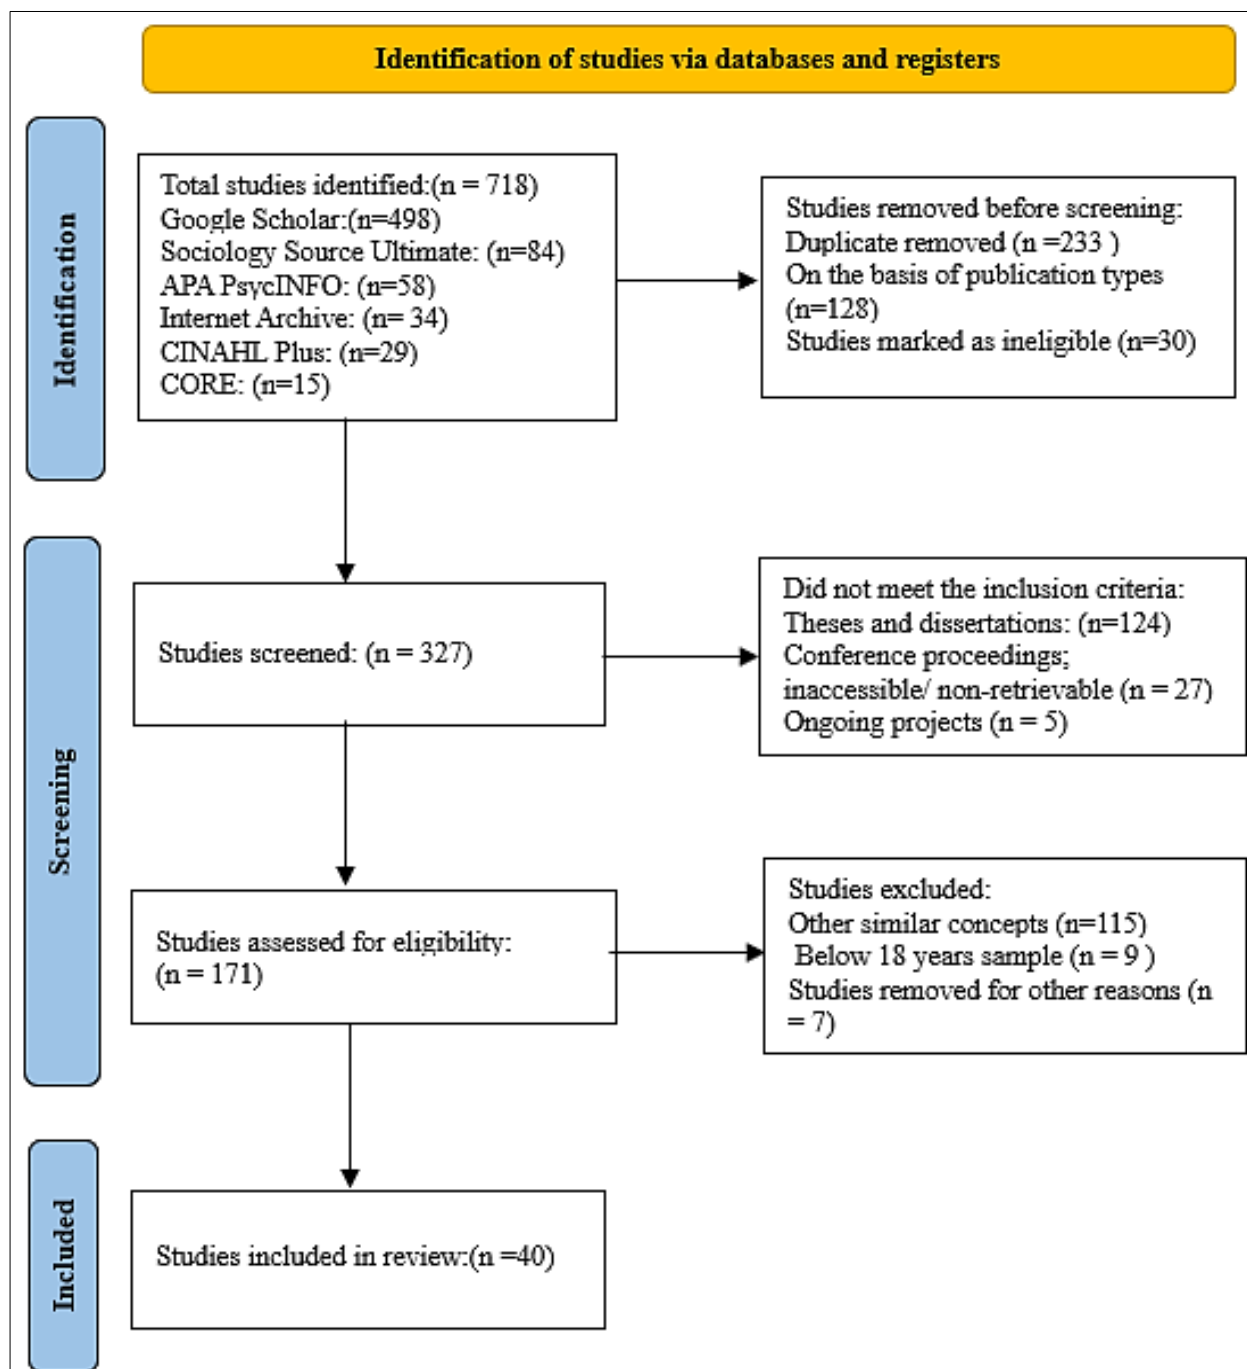 Identification of studies via databases and registers
Identification
Total studies identified:(n = 718)
Google Scholar:(n=498)
Sociology Source Ultimate: (n=84)
APA PsycINFO: (n=58)
Internet Archive: (n= 34)
CINAHL Plus: (n=29)
CORE: (n=15)
Studies removed before screening:
Duplicate removed (n =233 )
On the basis of publication types
(n=128)
Studies marked as ineligible (n=30)
Screening
Studies screened: (n = 327)
Did not meet the inclusion criteria:
Theses and dissertations: (n=124)
Conference proceedings;
inaccessible/ non-retrievable (n = 27)
Ongoing projects (n = 5)
Studies assessed for eligibility:
(n = 171)
Studies excluded:
Other similar concepts (n=115)
Below 18 years sample (n = 9 )
Studies removed for other reasons (n
= 7)
Included
Studies included in review:(n =40)